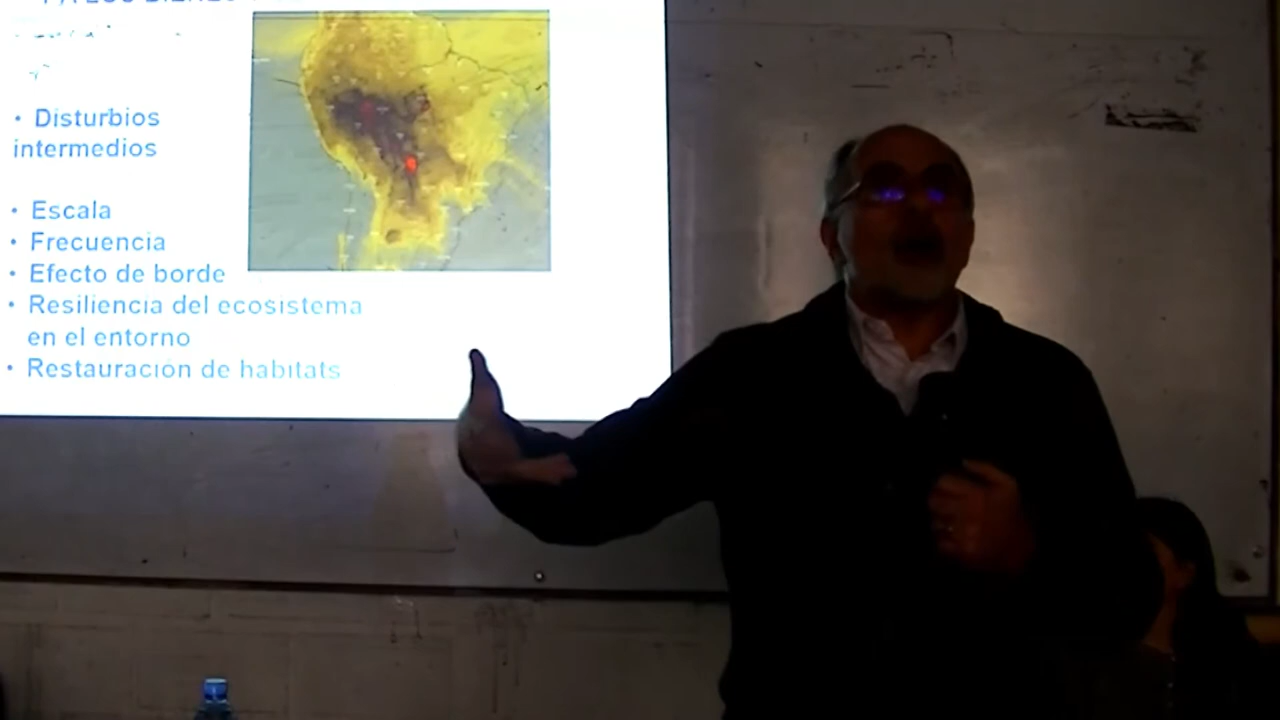 • Disturbios
intermedios
• Escala
• Frecuencia
• Efecto de borde
• Resiliencia del ecosistema
en el entorno
• Restauración de habitats